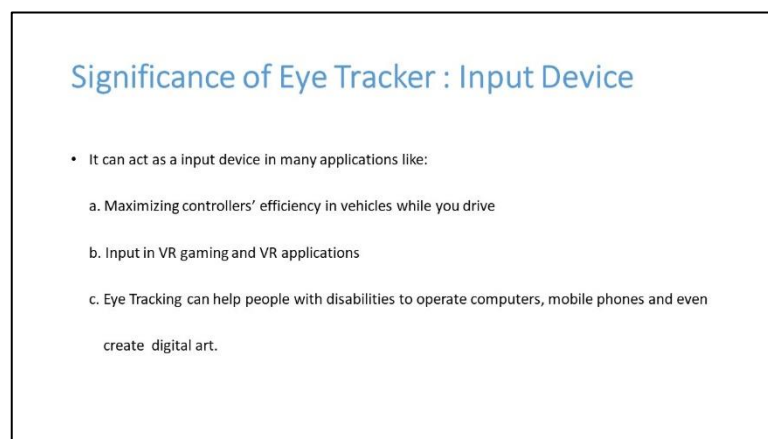 Significance of Eye Tracker : Input Device
• It can act as a input device in many applications like:
a. Maximizing controllers’ efficiency in vehicles while you drive
b. Input in VR gaming and VR applications
c. Eye Tracking can help people with disabilities to operate computers, mobile phones and even
create digital art.